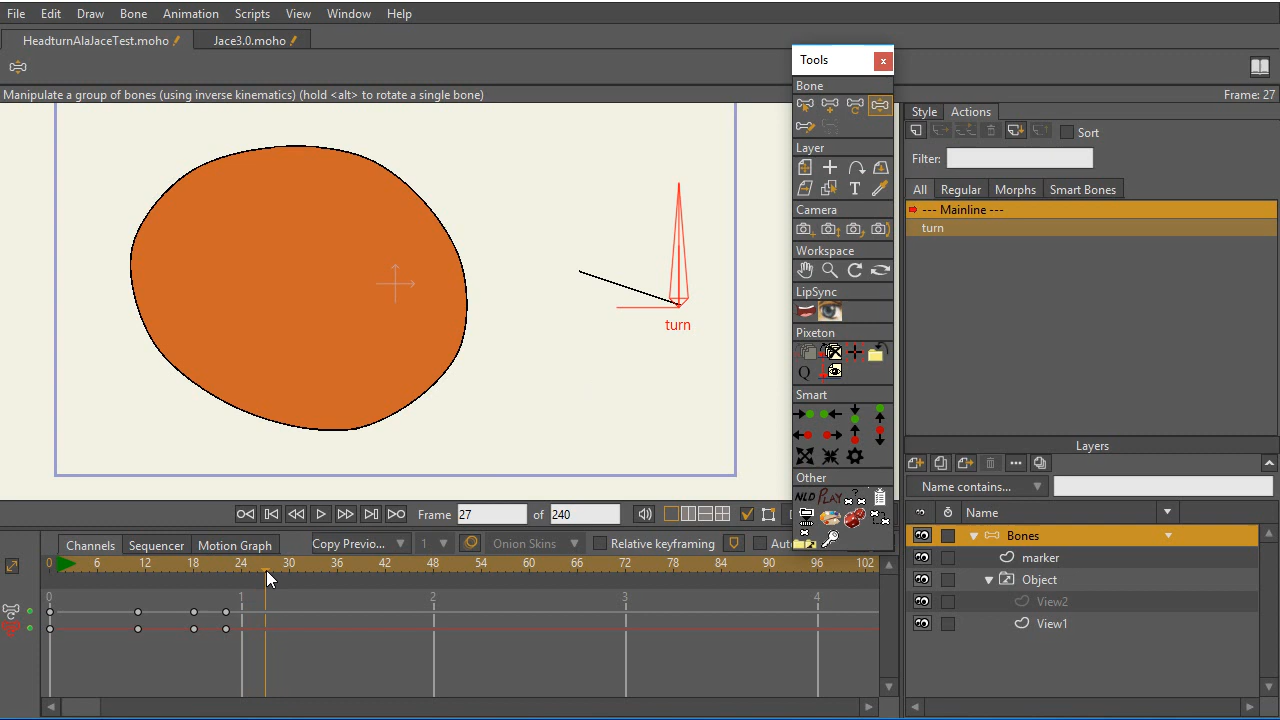 File Edit Draw Bone Animation Scripts View Window Help
HeadturnAlaJaceTest.moho Jace3.0.moho
Manipulate a group of bones (using inverse kinematics) (hold <alt> to rotate a single bone) Frame: 27
Tools x
Bone
Layer
T
Camera
Workspace
LipSync
Pixeton
Q
Smart
Other
NLD PLAY
turn
Style Actions
Sort
Filter:
All Regular Morphs Smart Bones
--- Mainline ---
turn
Layers
Name contains...
Name
Bones
marker
Object
View2
View1
Frame 27 of 240
Channels Sequencer Motion Graph Copy Previo... 1 Onion Skins Relative keyframing Au
0 6 12 18 24 30 36 42 48 54 60 66 72 78 84 90 96 102
0 1 2 3 4